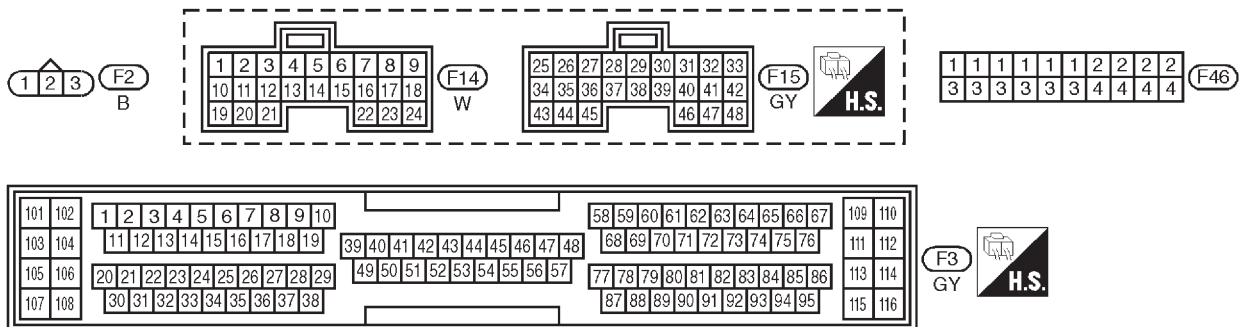 1 2 3 F2
B
1 2 3 4 5 6 7 8 9
10 11 12 13 14 15 16 17 18
19 20 21 22 23 24
F14
W
25 26 27 28 29 30 31 32 33
34 35 36 37 38 39 40 41 42
43 44 45 46 47 48
F15
GY
H.S.
1 1 1 1 1 1 2 2 2 2
3 3 3 3 3 3 4 4 4 4
F46
101 102
103 104
105 106
107 108
1 2 3 4 5 6 7 8 9 10
11 12 13 14 15 16 17 18 19
20 21 22 23 24 25 26 27 28 29
30 31 32 33 34 35 36 37 38
39 40 41 42 43 44 45 46 47 48
49 50 51 52 53 54 55 56 57
58 59 60 61 62 63 64 65 66 67
68 69 70 71 72 73 74 75 76
77 78 79 80 81 82 83 84 85 86
87 88 89 90 91 92 93 94 95
109 110
111 112
113 114
115 116
F3
GY
H.S.